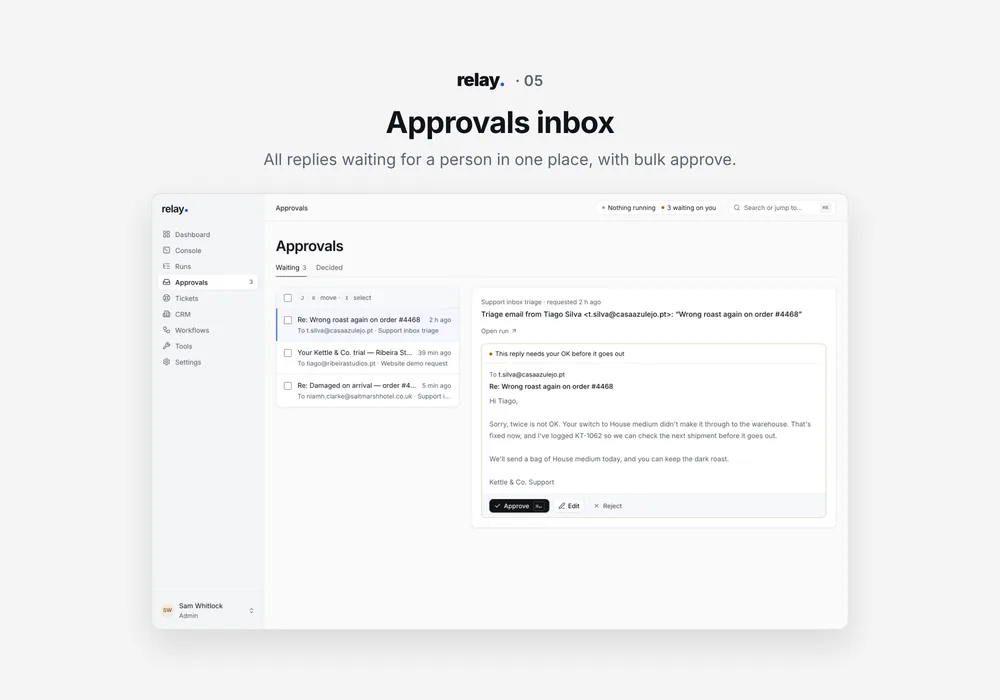 relay. · 05
Approvals inbox
All replies waiting for a person in one place, with bulk approve.
relay.
Dashboard
Console
Runs
Approvals 3
Tickets
CRM
Workflows
Tools
Settings
SW
Sam Whitlock
Admin
Approvals
Nothing running
3 waiting on you
Search or jump to...
⌘K
Approvals
Waiting 3
Decided
J K move · X select
Re: Wrong roast again on order #4468 2 h ago
To t.silva@casaazulejo.pt · Support inbox triage
Your Kettle & Co. trial — Ribeira St... 39 min ago
To tiago@ribeirastudios.pt · Website demo request
Re: Damaged on arrival — order #4... 5 min ago
To niamh.clarke@saltmarshhotel.co.uk · Support i...
Support inbox triage · requested 2 h ago
Triage email from Tiago Silva <t.silva@casaazulejo.pt>: “Wrong roast again on order #4468”
Open run ↗
This reply needs your OK before it goes out
To t.silva@casaazulejo.pt
Re: Wrong roast again on order #4468
Hi Tiago,
Sorry, twice is not OK. Your switch to House medium didn't make it through to the warehouse. That's
fixed now, and I've logged KT-1062 so we can check the next shipment before it goes out.
We'll send a bag of House medium today, and you can keep the dark roast.
Kettle & Co. Support
Approve
Edit
Reject